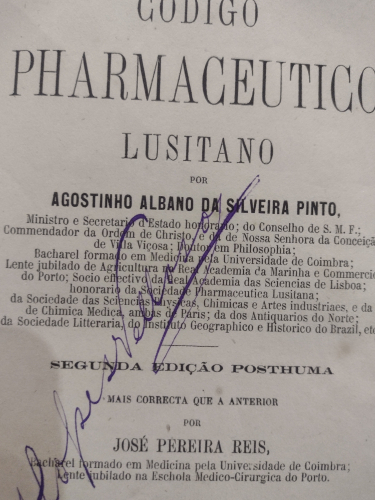 CODIGO
PHARMACEUTICO
LUSITANO
POR
AGOSTINHO ALBANO DA SILVEIRA PINTO,
Ministro e Secretario d'Estado honorario; do Conselho de S. M. F.;
Commendador da Ordem de Christo, e da de Nossa Senhora da Conceiçã
de Villa Viçosa; Doutor em Philosophia;
Bacharel formado em Medicina pela Universidade de Coimbra;
Lente jubilado de Agricultura na Real Academia da Marinha e Commercio
do Porto; Socio effectivo da Real Academia das Sciencias de Lisboa;
honorario da Sociedade Pharmaceutica Lusitana;
da Sociedade das Sciencias Physicas, Chimicas e Artes industriaes, e da
de Chimica Medica, ambas de Paris; da dos Antiquarios do Norte;
da Sociedade Litteraria, do Instituto Geographico e Historico do Brazil, etc
SEGUNDA EDIÇÃO POSTHUMA
MAIS CORRECTA QUE A ANTERIOR
POR
JOSÉ PEREIRA REIS,
Bacharel formado em Medicina pela Universidade de Coimbra;
Lente jubilado na Eschola Medico-Cirurgica do Porto.